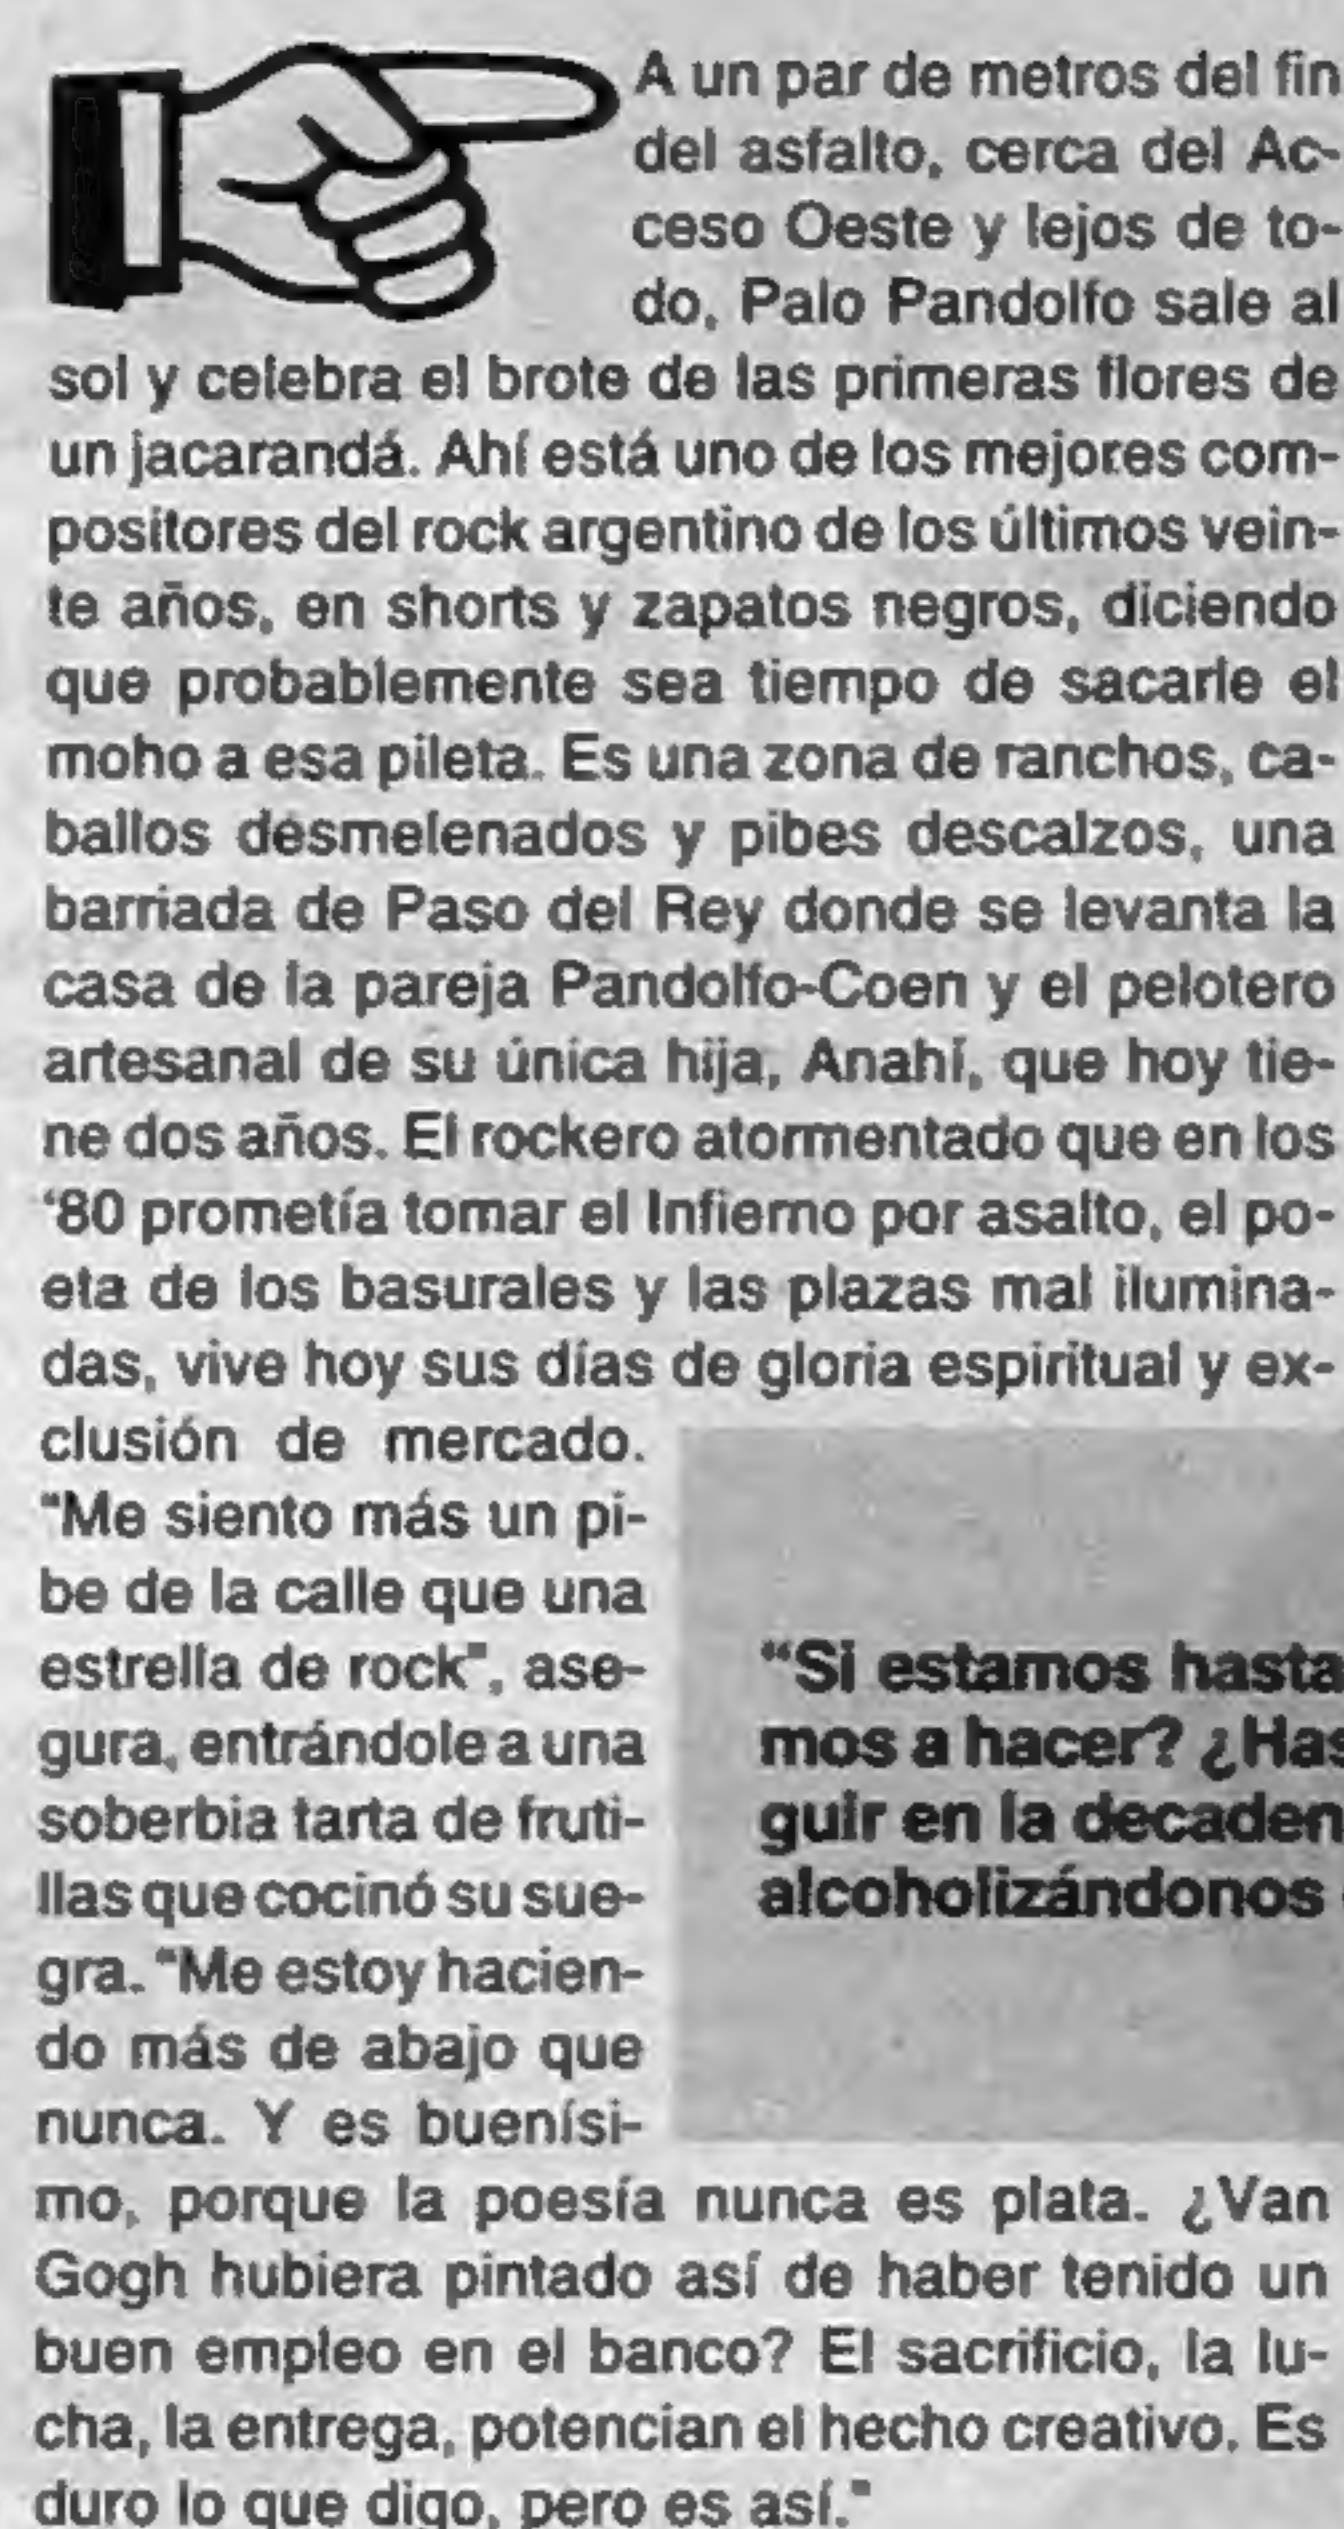 A un par de metros del fin
del asfalto, cerca del Ac-
ceso Oeste y lejos de to-
do, Palo Pandolfo sale al
sol y celebra el brote de las primeras flores de
un jacarandá. Ahí está uno de los mejores com-
positores del rock argentino de los últimos vein-
te años, en shorts y zapatos negros, diciendo
que probablemente sea tiempo de sacarle el
moho a esa pileta. Es una zona de ranchos, ca-
ballos desmelenados y pibes descalzos, una
barriada de Paso del Rey donde se levanta la
casa de la pareja Pandolfo-Coen y el pelotero
artesanal de su única hija, Anahí, que hoy tie-
ne dos años. El rockero atormentado que en los
‘80 prometía tomar el Infierno por asalto, el po-
eta de los basurales y las plazas mal ilumina-
das, vive hoy sus días de gloria espiritual y ex-
clusión de mercado.
"Me siento más un pi-
be de la calle que una
estrella de rock", ase-
gura, entrándole a una
soberbia tarta de fruti-
llas que cocinó su sue-
gra. "Me estoy hacien-
do más de abajo que
nunca. Y es buenísi-
mo, porque la poesía nunca es plata. ¿Van
Gogh hubiera pintado así de haber tenido un
buen empleo en el banco? El sacrificio, la lu-
cha, la entrega, potencian el hecho creativo. Es
duro lo que digo, pero es así."
“Si estamos hasta
mos a hacer? ¿Has
guir en la decaden
alcoholizándonos